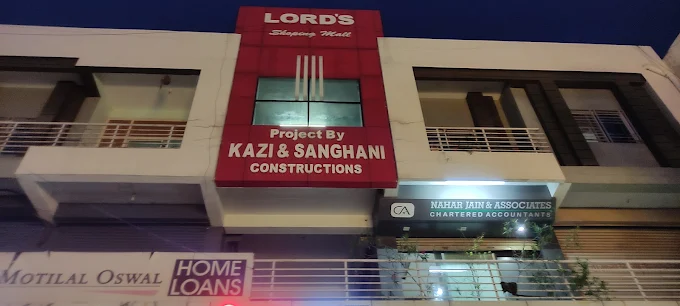 LORD'S
Shoping Mall
Project By
KAZI & SANGHANI
CONSTRUCTIONS
CA
NAHAR JAIN & ASSOCIATES
CHARTERED ACCOUNTANTS
MOTILAL OSWAL
HOME
LOANS